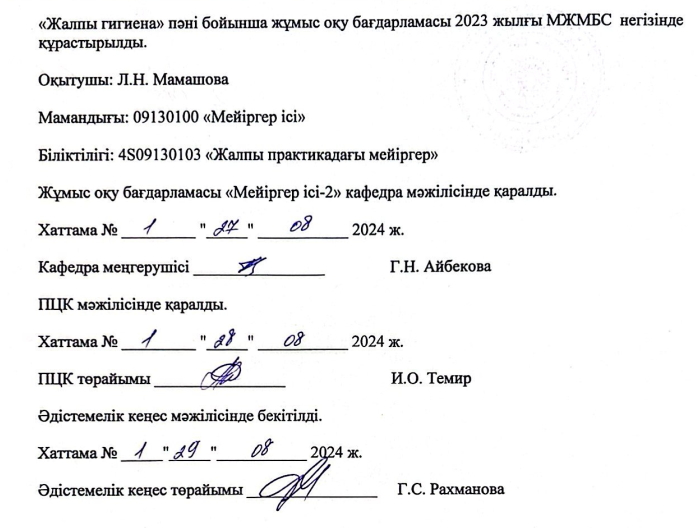 «Жалпы гигиена» пәні бойынша жұмыс оқу бағдарламасы 2023 жылғы МЖМБС негізінде
құрастырылды.
Оқытушы: Л.Н. Мамашова
Мамандығы: 09130100 «Мейіргер ісі»
Біліктілігі: 4S09130103 «Жалпы практикадағы мейіргер»
Жұмыс оқу бағдарламасы «Мейіргер ісі-2» кафедра мәжілісінде қаралды.
Хаттама № 1 "27" 08 2024 ж.
Кафедра меңгерушісі Г.Н. Айбекова
ПЦК мәжілісінде қаралды.
Хаттама № 1 "28" 08 2024 ж.
ПЦК төрайымы И.О. Темир
Әдістемелік кеңес мәжілісінде бекітілді.
Хаттама № 1 "29" 08 2024 ж.
Әдістемелік кеңес төрайымы Г.С. Рахманова